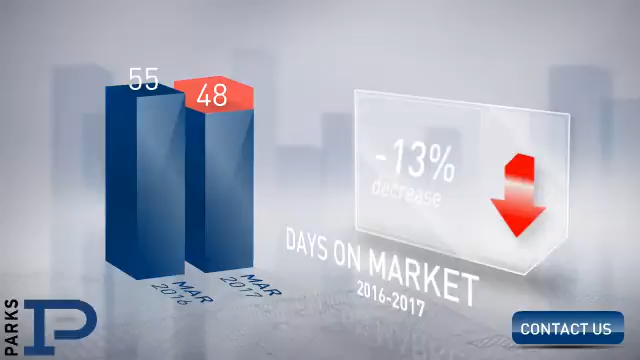 55
48
-13%
decrease
DAYS ON MARKET
2016-2017
MAR
2016
MAR
2017
PARKS
P
CONTACT US